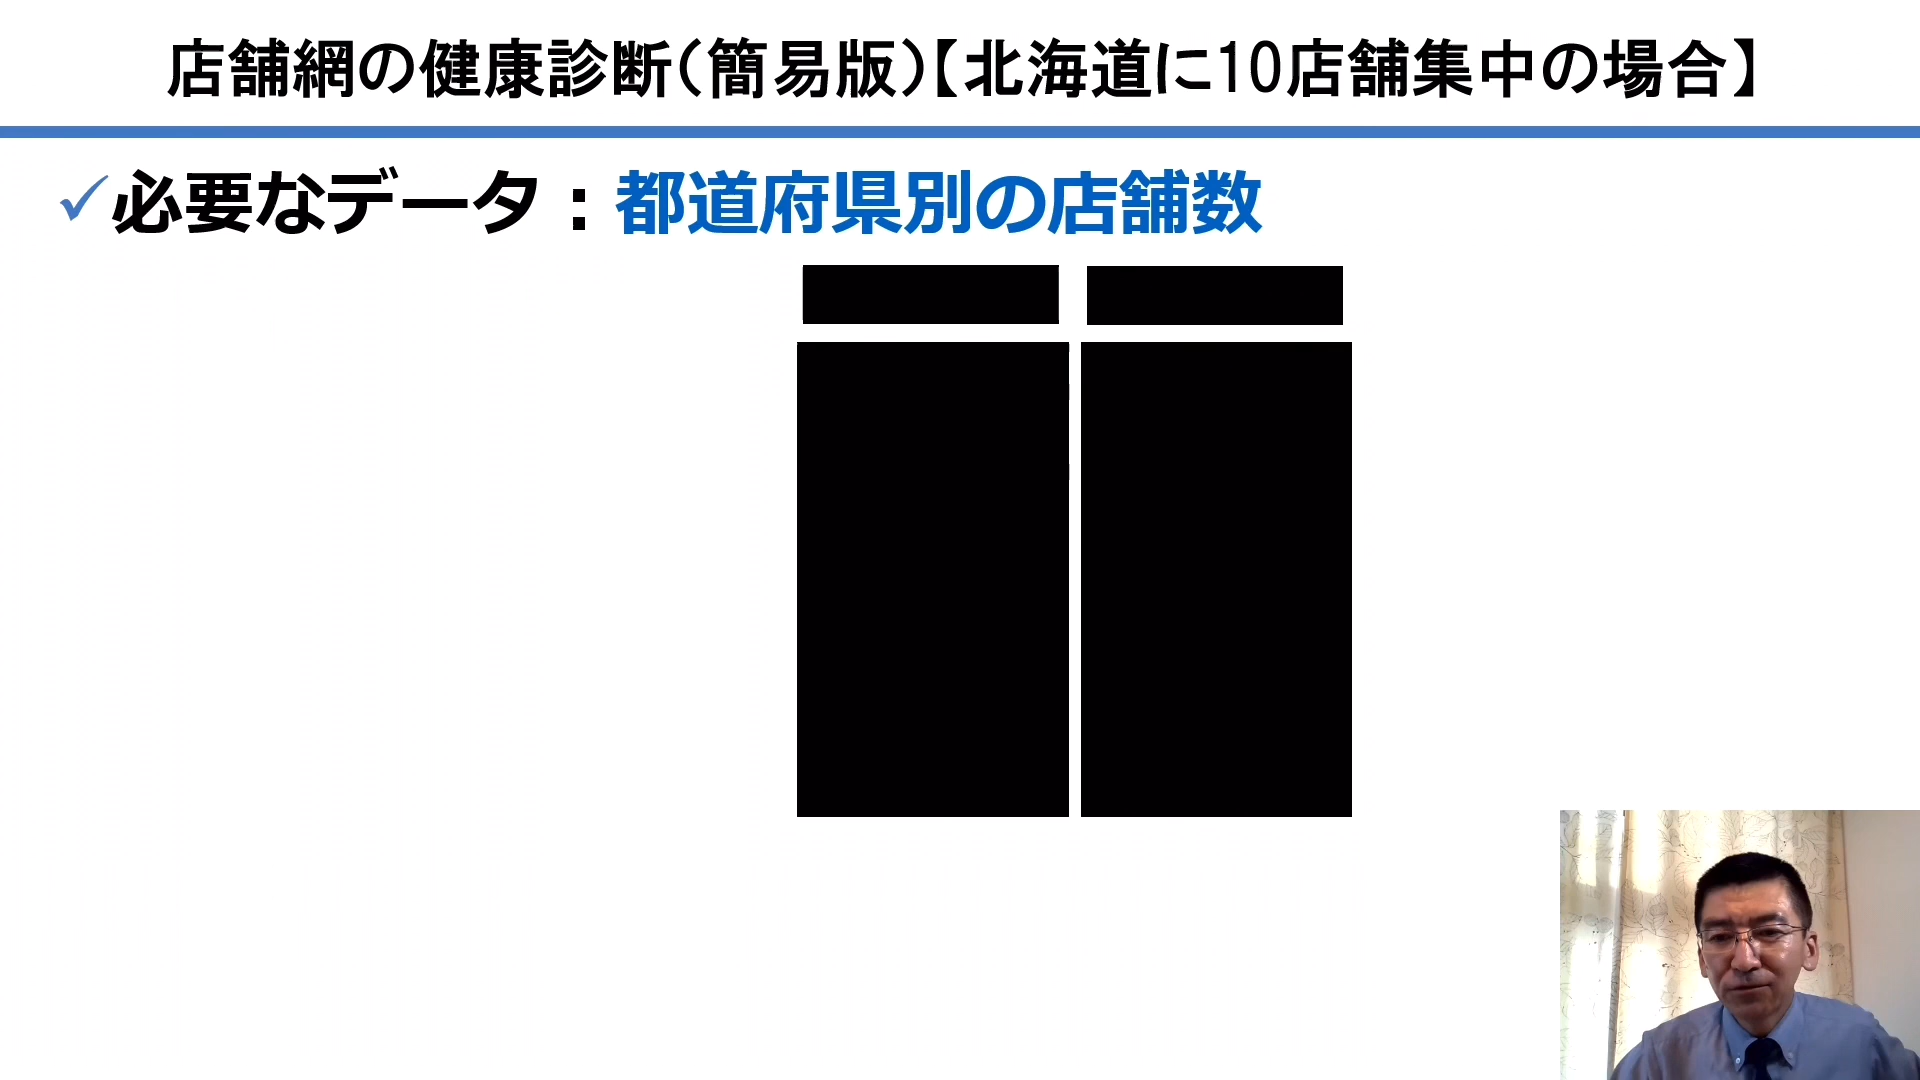 店舗網の健康診断(簡易版)【北海道に10店舗集中の場合】
✓必要なデータ：都道府県別の店舗数